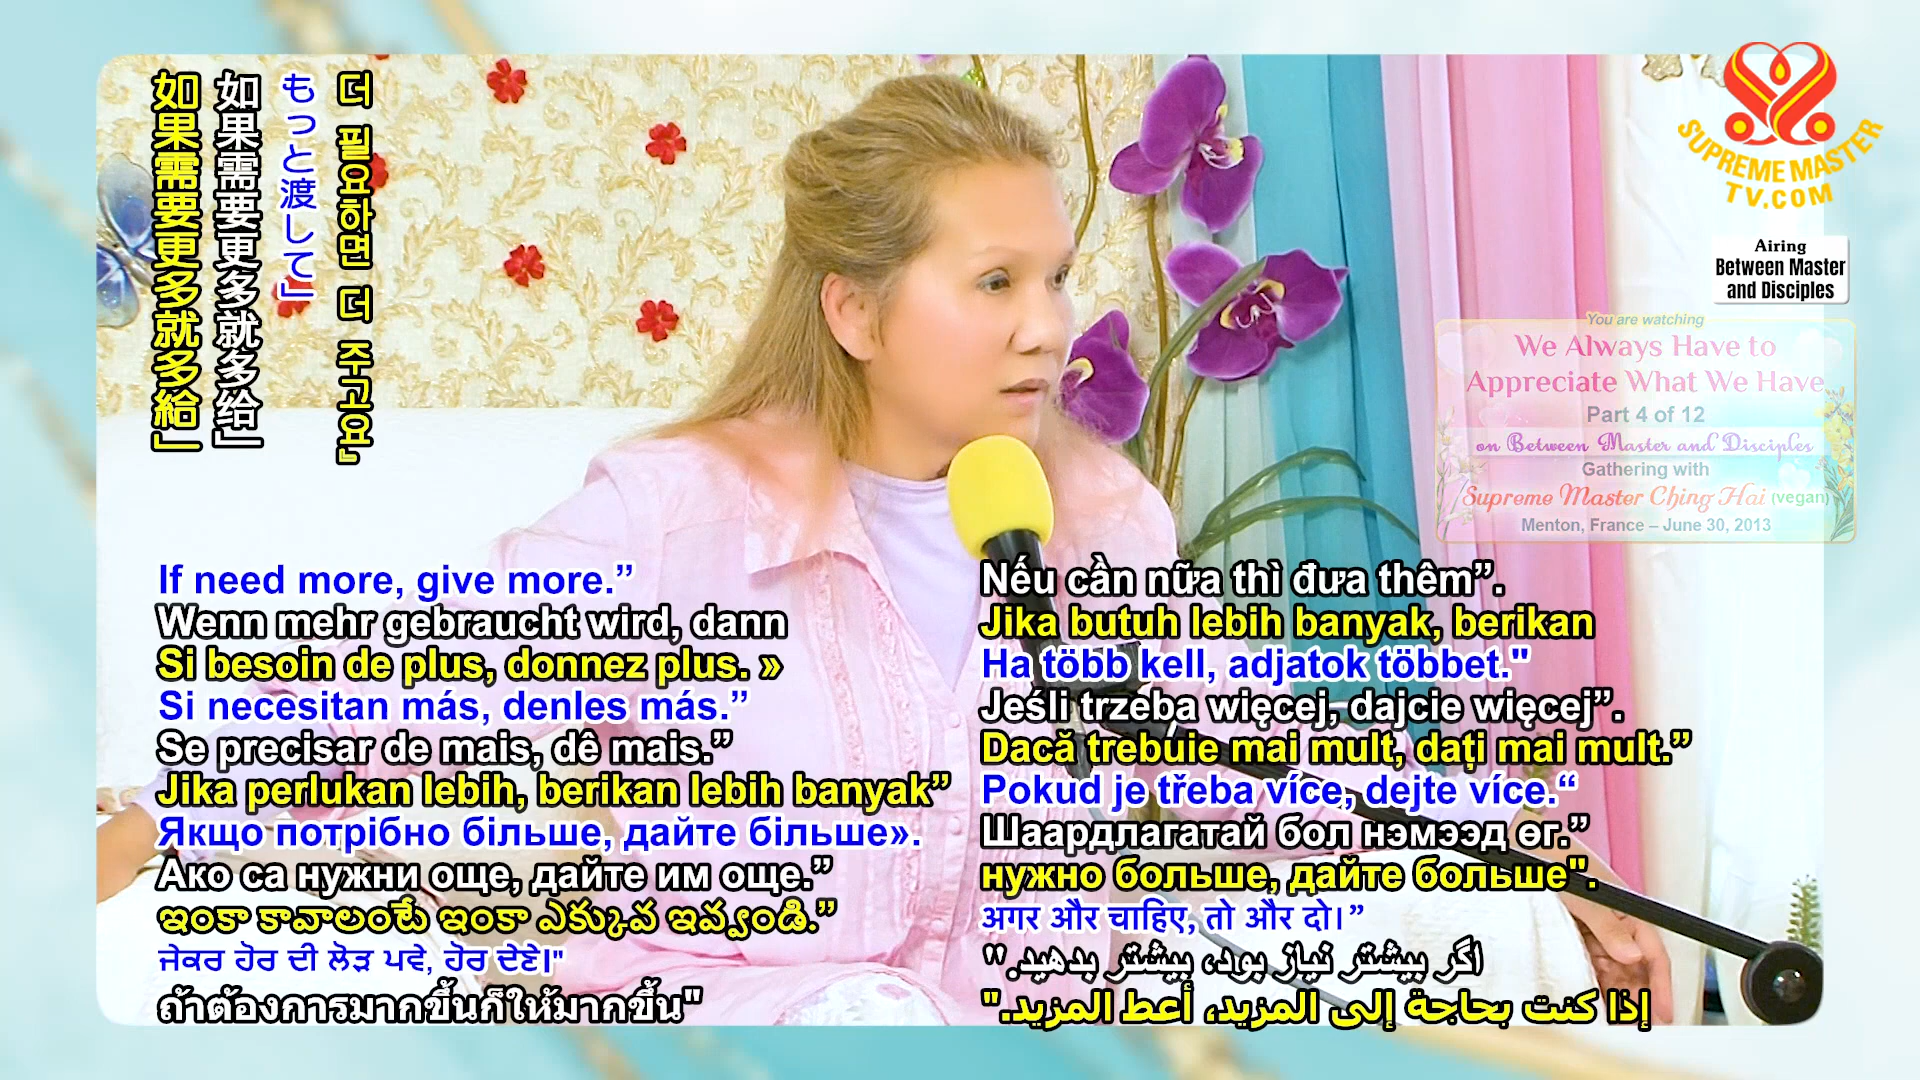 如果需要更多就多給」
如果需要更多就多给」
もっと渡して」
더 필요하면 더 주고요』
SUPREME MASTER
TV.COM
Airing
Between Master
and Disciples
You are watching
We Always Have to
Appreciate What We Have
Part 4 of 12
on Between Master and Disciples
Gathering with
Supreme Master Ching Hai (vegan)
Menton, France – June 30, 2013
If need more, give more.”
Wenn mehr gebraucht wird, dann
Si besoin de plus, donnez plus. »
Si necesitan más, denles más.”
Se precisar de mais, dê mais.”
Jika perlukan lebih, berikan lebih banyak”
Якщо потрібно більше, дайте більше».
Ако са нужни още, дайте им още.”
ఇంకా కావాలంటే ఇంకా ఎక్కువ ఇవ్వండి.”
ਜੇਕਰ ਹੋਰ ਦੀ ਲੋੜ ਪਵੇ, ਹੋਰ ਦੇਣੇ।"
ถ้าต้องการมากขึ้นก็ให้มากขึ้น"
Nếu cần nữa thì đưa thêm”.
Jika butuh lebih banyak, berikan
Ha több kell, adjatok többet."
Jeśli trzeba więcej, dajcie więcej”.
Dacă trebuie mai mult, dați mai mult.”
Pokud je třeba více, dejte více.“
Шаардлагатай бол нэмээд өг.”
нужно больше, дайте больше".
अगर और चाहिए, तो और दो।”
اگر بیشتر نیاز بود، بیشتر بدهید."
إذا كنت بحاجة إلى المزيد، أعط المزيد."